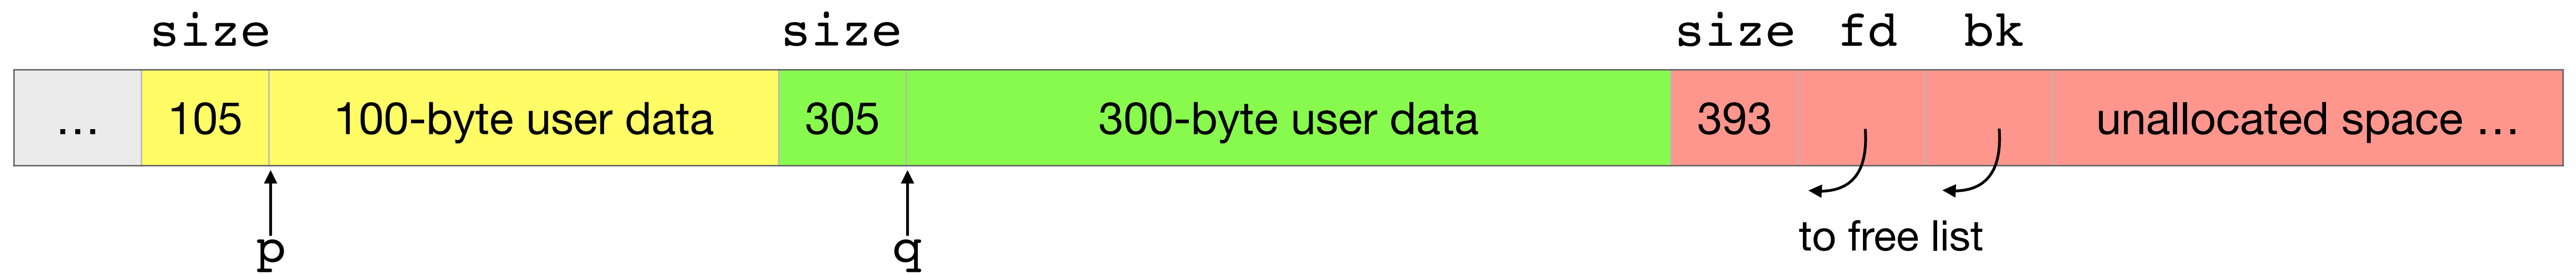 size size size fd bk
… 105 100-byte user data 305 300-byte user data 393 unallocated space …
p q to free list